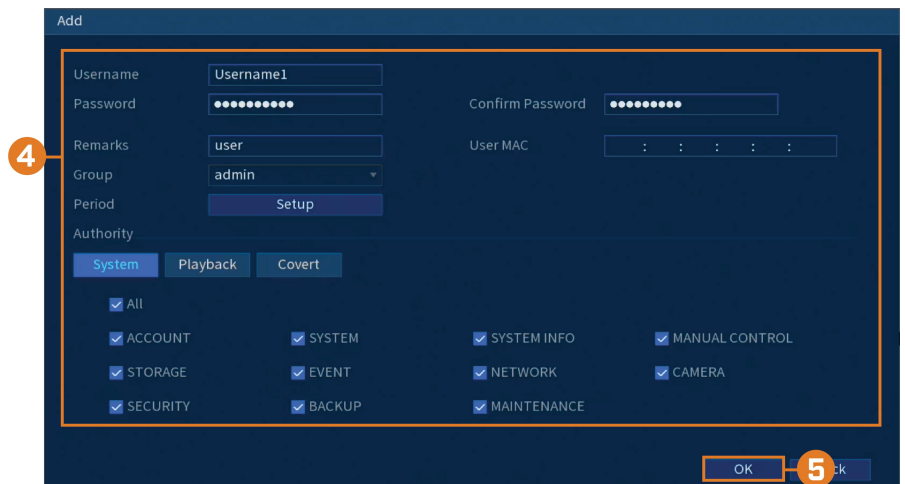 Add
Username Username1
Password ●●●●●●●●●● Confirm Password ●●●●●●●●●
4
Remarks user User MAC : : : : :
Group admin
Period Setup
Authority
System Playback Covert
All
ACCOUNT SYSTEM SYSTEM INFO MANUAL CONTROL
STORAGE EVENT NETWORK CAMERA
SECURITY BACKUP MAINTENANCE
OK 5